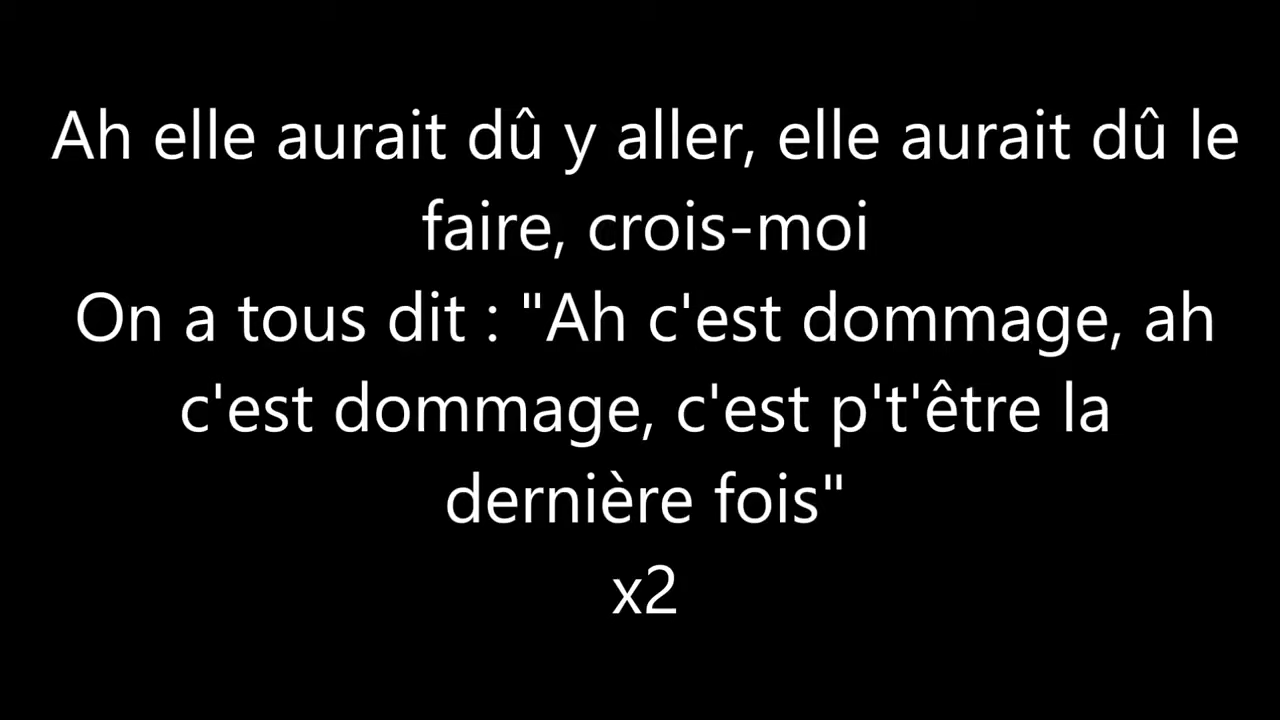 Ah elle aurait dû y aller, elle aurait dû le
faire, crois-moi
On a tous dit : "Ah c'est dommage, ah
c'est dommage, c'est p't'être la
dernière fois"
x2